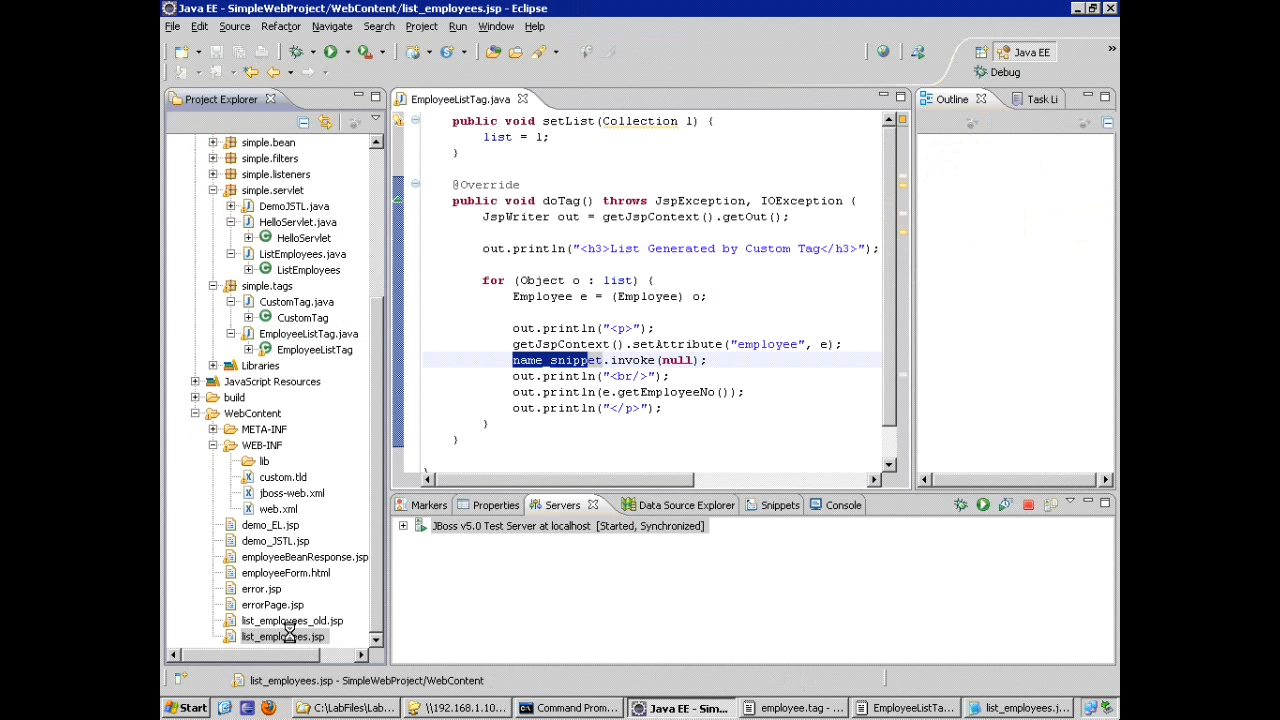 Java EE - SimpleWebProject/WebContent/list_employees.jsp - Eclipse
File Edit Source Refactor Navigate Search Project Run Window Help
Java EE
Debug
Project Explorer
simple.bean
simple.filters
simple.listeners
simple.servlet
DemoJSTL.java
HelloServlet.java
HelloServlet
ListEmployees.java
ListEmployees
simple.tags
CustomTag.java
CustomTag
EmployeeListTag.java
EmployeeListTag
Libraries
JavaScript Resources
build
WebContent
META-INF
WEB-INF
lib
custom.tld
jboss-web.xml
web.xml
demo_EL.jsp
demo_JSTL.jsp
employeeBeanResponse.jsp
employeeForm.html
error.jsp
errorPage.jsp
list_employees_old.jsp
list_employees.jsp
EmployeeListTag.java
public void setList(Collection l) {
list = l;
}
@Override
public void doTag() throws JspException, IOException {
JspWriter out = getJspContext().getOut();
out.println("<h3>List Generated by Custom Tag</h3>");
for (Object o : list) {
Employee e = (Employee) o;
out.println("<p>");
getJspContext().setAttribute("employee", e);
name_snippet.invoke(null);
out.println("<br/>");
out.println(e.getEmployeeNo());
out.println("</p>");
}
}
Outline Task Li
Markers Properties Servers Data Source Explorer Snippets Console
JBoss v5.0 Test Server at localhost [Started, Synchronized]
list_employees.jsp - SimpleWebProject/WebContent
Start C:\LabFiles\Lab... \\192.168.1.10... Command Prom... Java EE - Sim... employee.tag - ... EmployeeListTa... list_employees.j...